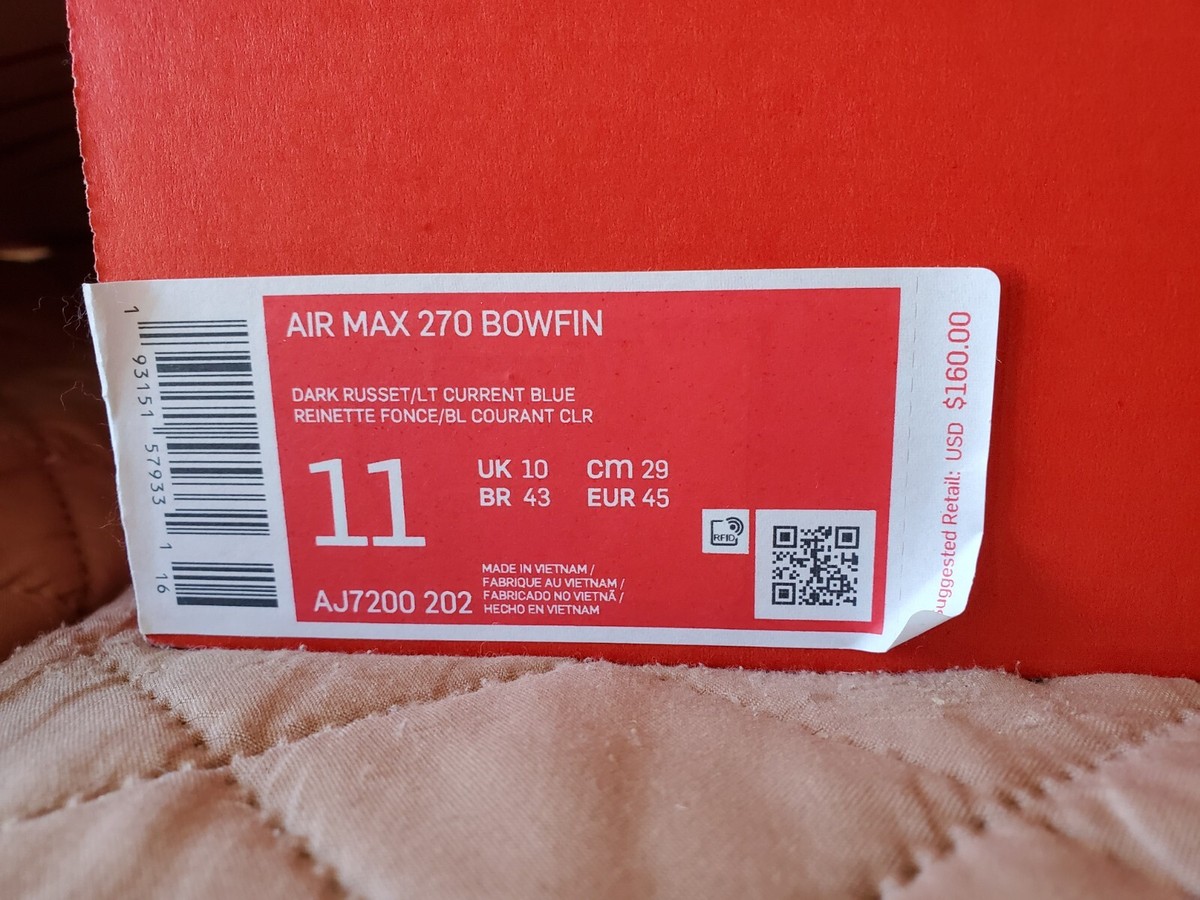 1 93151 57933 1 16
AIR MAX 270 BOWFIN
DARK RUSSET/LT CURRENT BLUE
REINETTE FONCE/BL COURANT CLR
11
UK 10 cm 29
BR 43 EUR 45
AJ7200 202
MADE IN VIETNAM /
FABRIQUE AU VIETNAM /
FABRICADO NO VIETNÃ /
HECHO EN VIETNAM
RFID
Suggested Retail: USD $160.00